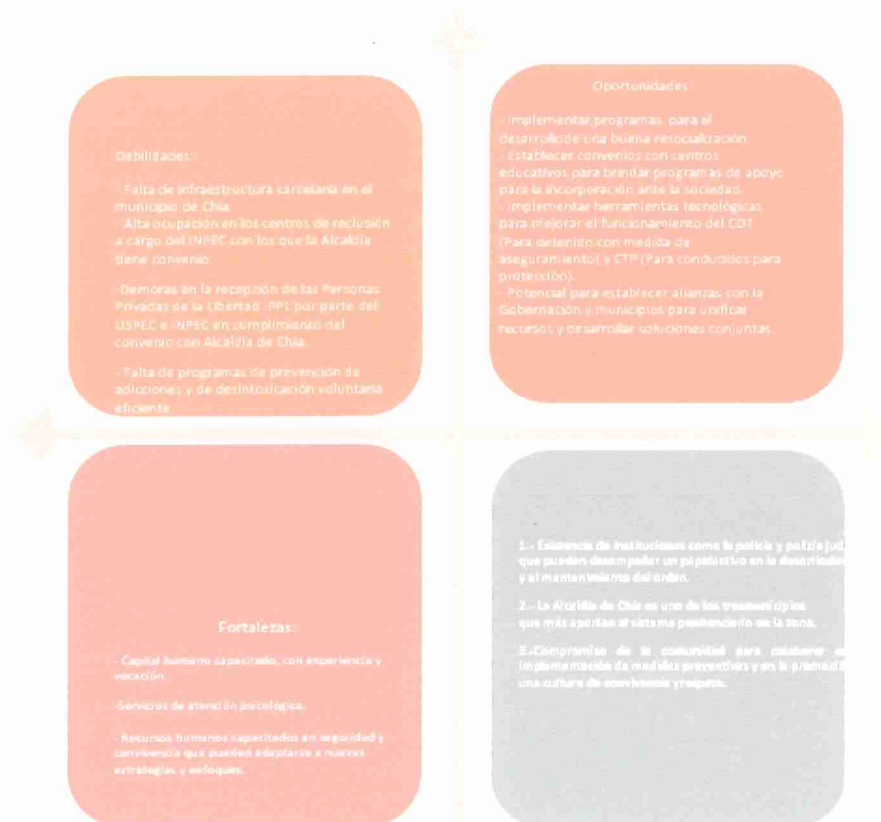 Debilidades:
- Falta de infraestructura carcelaria en el
municipio de Chía.
- Alta ocupación en los centros de reclusión
a cargo del INPEC con los que la Alcaldía
tiene convenio.
-Demoras en la recepción de las Personas
Privadas de la Libertad -PPL por parte del
USPEC e INPEC en cumplimiento del
convenio con Alcaldía de Chía.
- Falta de programas de prevención de
adicciones y de desintoxicación voluntaria
eficiente
Oportunidades:
- Implementar programas para el
desarrollode una buena resocialización.
- Establecer convenios con centros
educativos para brindar programas de apoyo
para la incorporación ante la sociedad.
- Implementar herramientas tecnológicas
para mejorar el funcionamiento del CDT
(Para detenido con medida de
aseguramiento) y CTP (Para conducidos para
protección).
- Potencial para establecer alianzas con la
Gobernación y municipios para unificar
recursos y desarrollar soluciones conjuntas.
Fortalezas:
- Capital humano capacitado, con experiencia y
vocación.
-Servicios de atención psicológica.
- Recursos humanos capacitados en seguridad y
convivencia que pueden adaptarse a nuevas
estrategias y enfoques.
1.- Existencia de instituciones como la policía y policía jud
que pueden desempeñar un papel activo en la
y el mantenimiento del orden.
2.- La Alcaldía de Chía es uno de los
que más aportan al sistema penitenciario en la zona.
3.-Compromiso de la comunidad para colaborar
implementación de medidas preventivas y en la promoció
una cultura de convivencia y respeto.